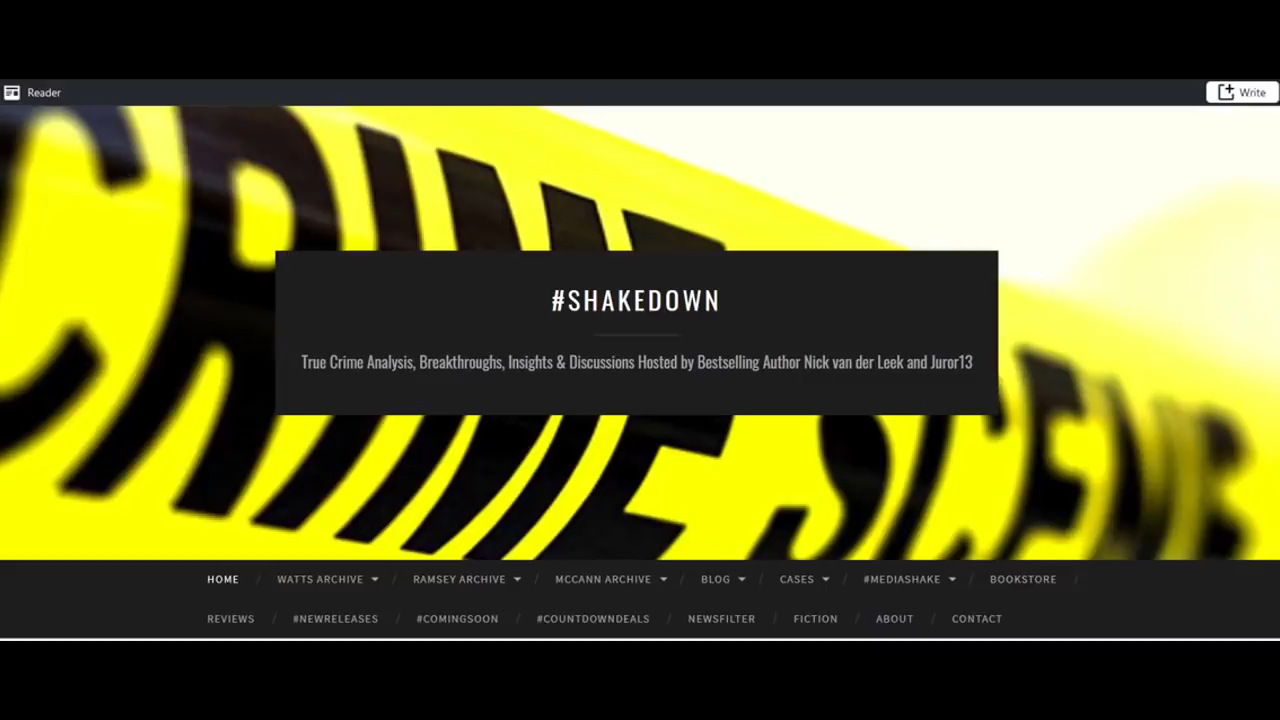 Reader
Write
CRIME SCENE
#SHAKEDOWN
True Crime Analysis, Breakthroughs, Insights & Discussions Hosted by Bestselling Author Nick van der Leek and Juror13
HOME / WATTS ARCHIVE / RAMSEY ARCHIVE / MCCANN ARCHIVE / BLOG / CASES / #MEDIASHAKE / BOOKSTORE /
REVIEWS / #NEWRELEASES / #COMINGSOON / #COUNTDOWNDEALS / NEWSFILTER / FICTION / ABOUT / CONTACT